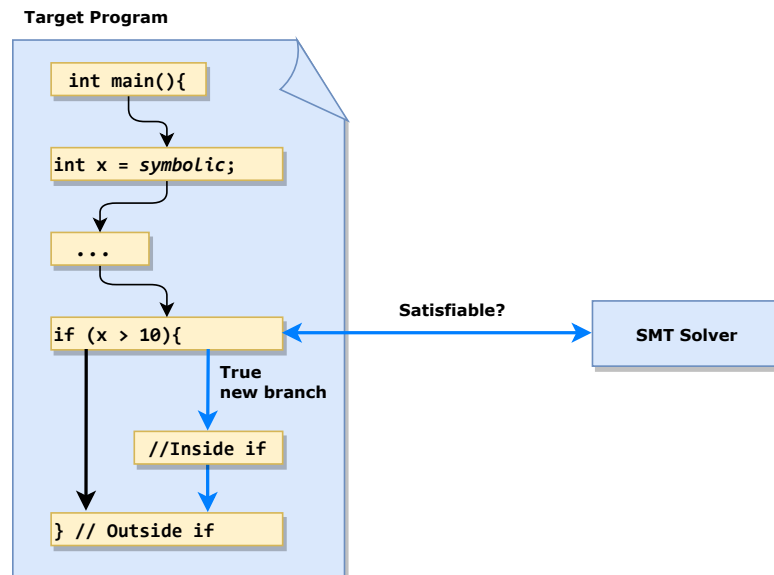 Target Program
int main(){
int x = symbolic;
...
if (x > 10){
Satisfiable?
SMT Solver
True
new branch
//Inside if
} // Outside if